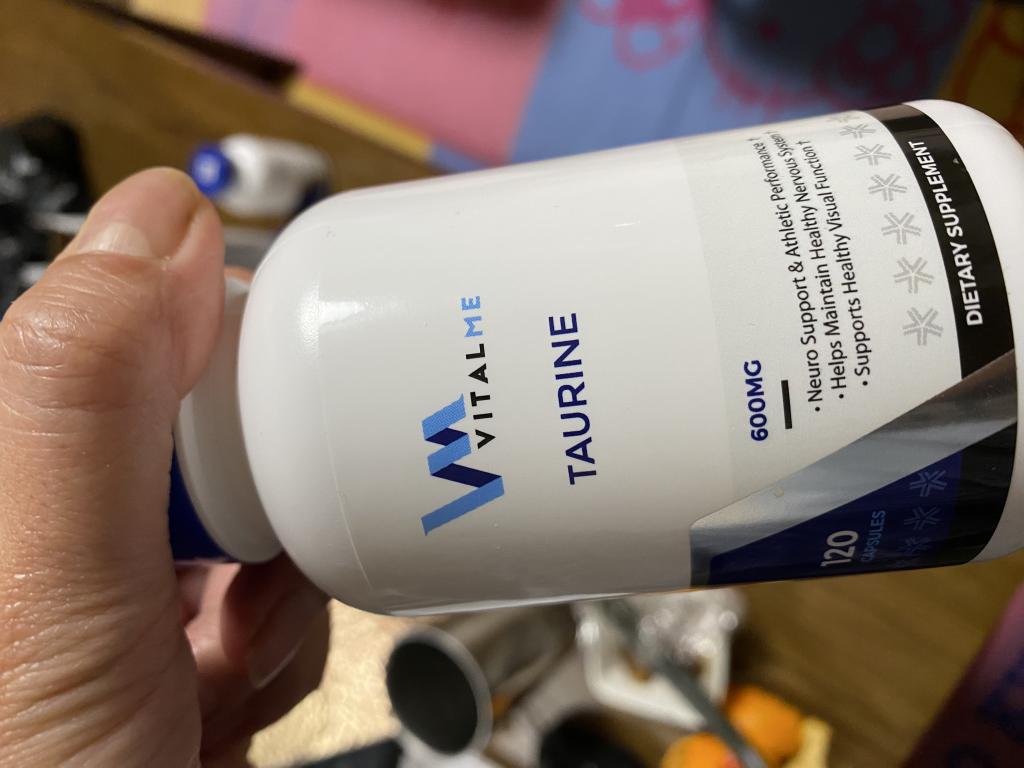 VITALME
TAURINE
600MG
• Neuro Support & Athletic Performance †
• Helps Maintain Healthy Nervous System †
• Supports Healthy Visual Function †
120
CAPSULES
DIETARY SUPPLEMENT